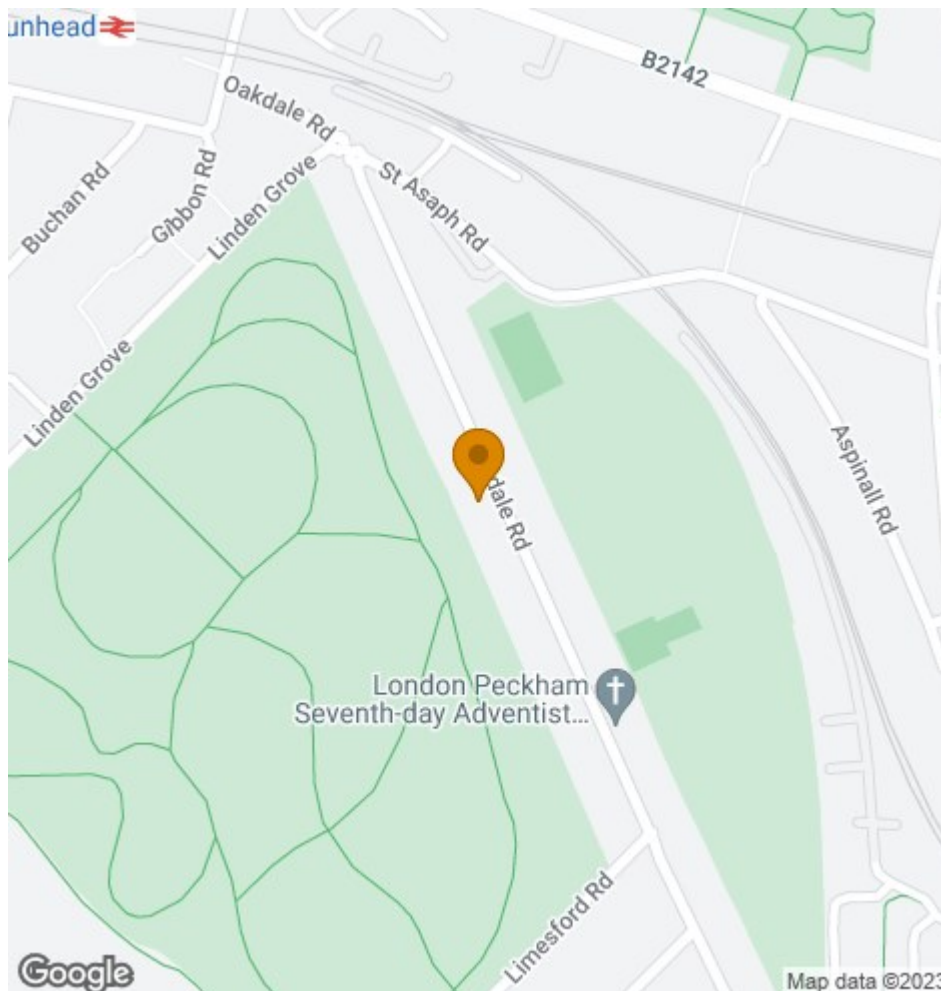 unhead
B2142
Oakdale Rd
Buchan Rd
Gibbon Rd
Linden Grove
St Asaph Rd
Linden Grove
Aspinall Rd
dale Rd
London Peckham
Seventh-day Adventist...
Limesford Rd
Google
Map data ©2023